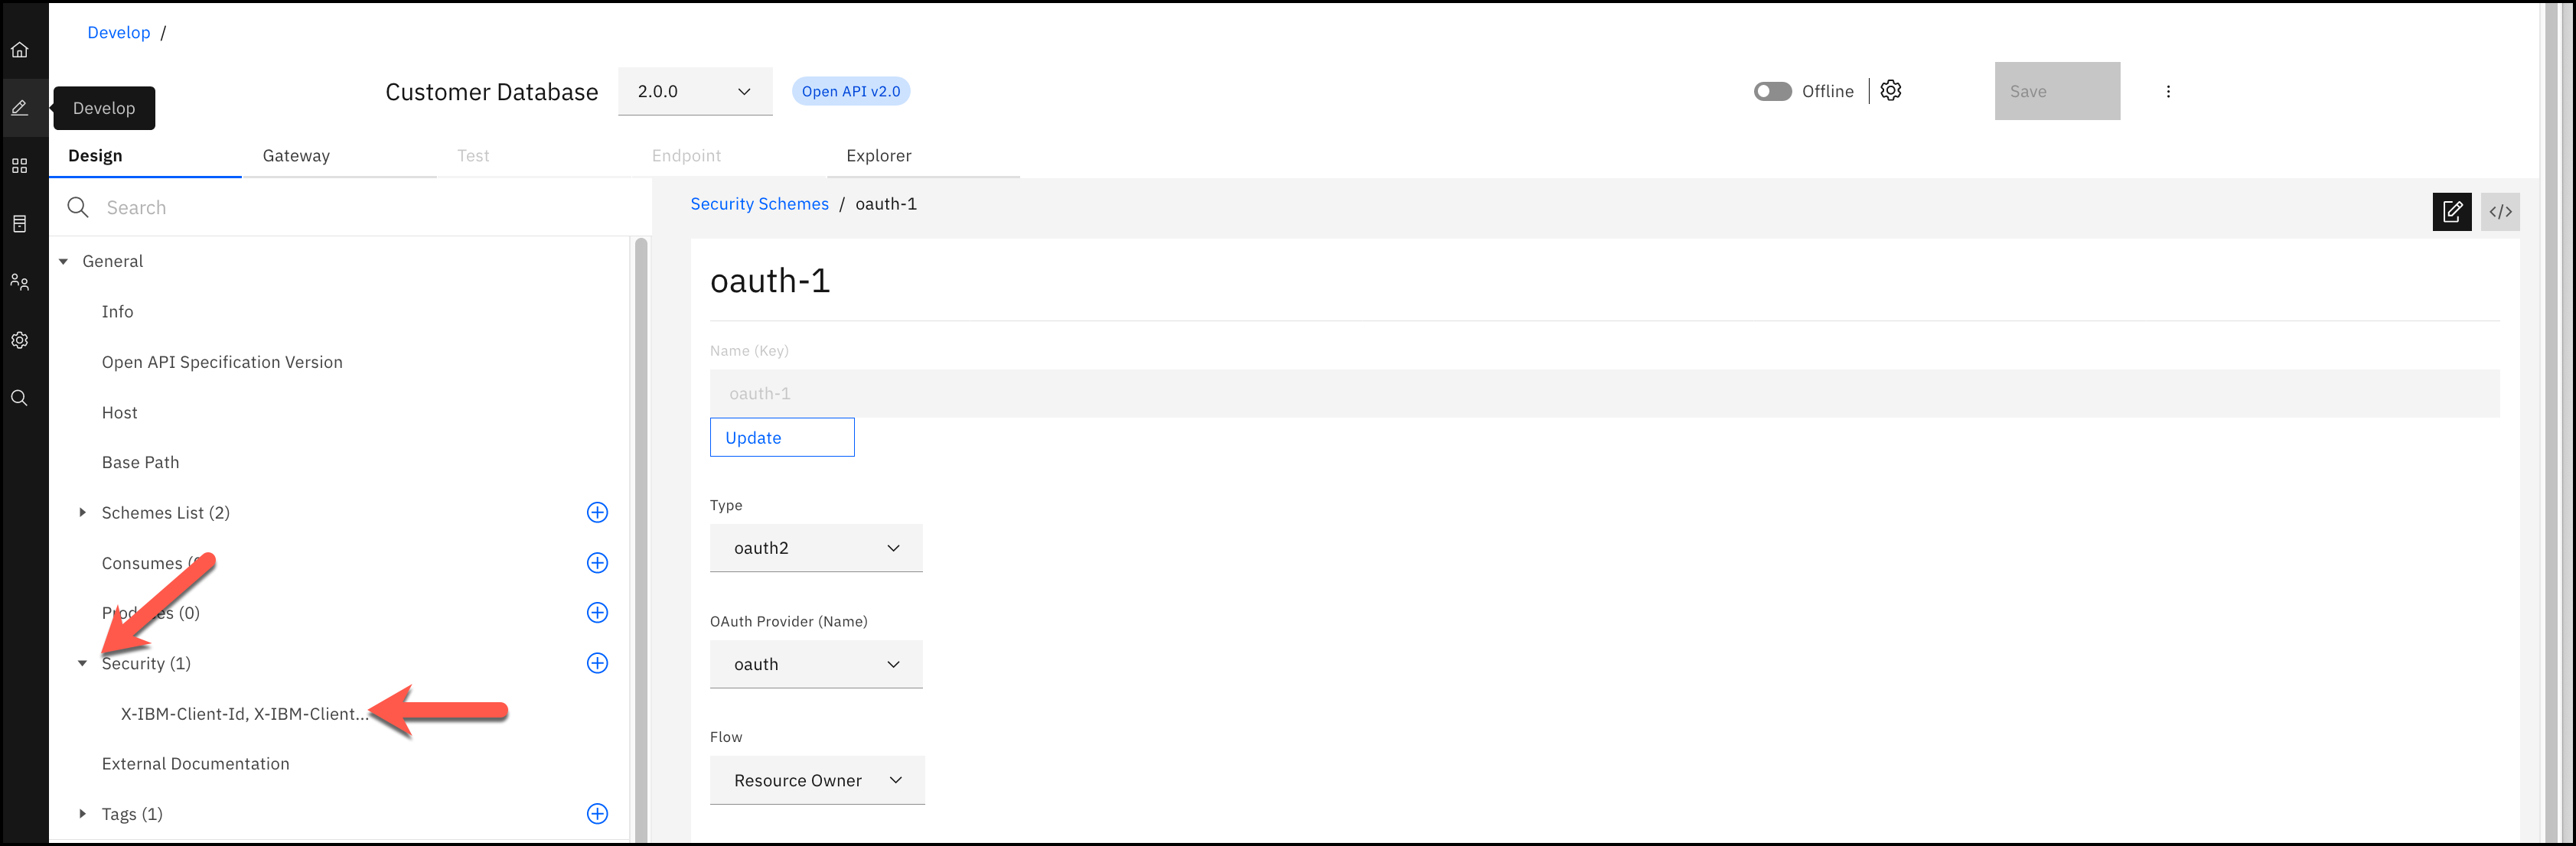 Develop /
Develop
Customer Database
2.0.0
Open API v2.0
Offline
Save
Design
Gateway
Test
Endpoint
Explorer
Search
General
Info
Open API Specification Version
Host
Base Path
Schemes List (2)
Consumes
(0)
Security (1)
X-IBM-Client-Id, X-IBM-Client...
External Documentation
Tags (1)
Security Schemes / oauth-1
oauth-1
Name (Key)
oauth-1
Update
Type
oauth2
OAuth Provider (Name)
oauth
Flow
Resource Owner